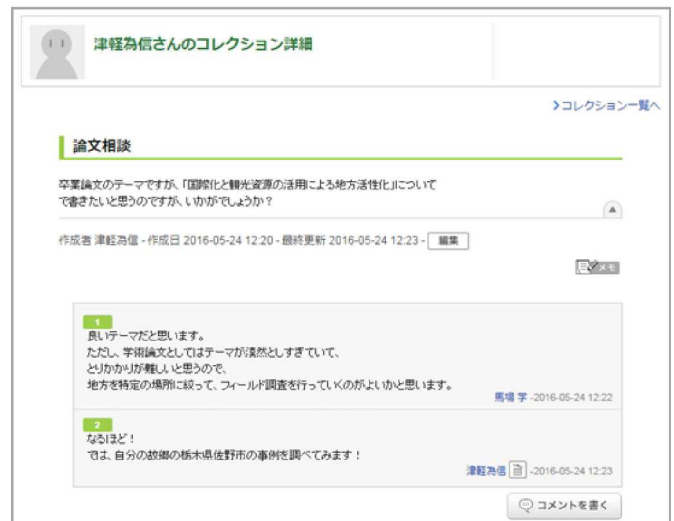 津軽為信さんのコレクション詳細
>コレクション一覧へ
論文相談
卒業論文のテーマですが、「国際化と観光資源の活用による地方活性化」について
で書きたいと思うのですが、いかがでしょうか？
作成者 津軽為信 - 作成日 2016-05-24 12:20 - 最終更新 2016-05-24 12:23 - 編集
メモ
1
良いテーマだと思います。
ただし、学術論文としてはテーマが漠然としすぎていて、
とりかかりが難しいと思うので、
地方を特定の場所に絞って、フィールド調査を行っていくのがよいかと思います。
馬場 学 -2016-05-24 12:22
2
なるほど！
では、自分の故郷の栃木県佐野市の事例を調べてみます！
津軽為信 -2016-05-24 12:23
コメントを書く